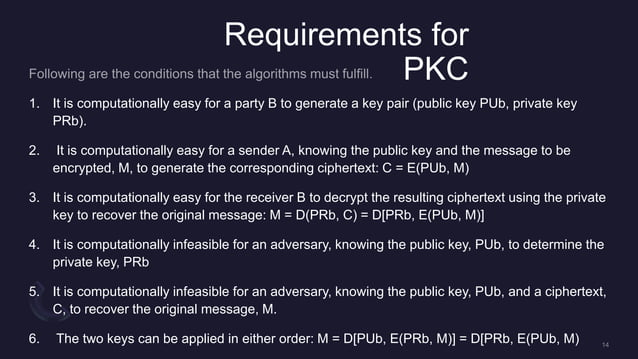 Requirements for
PKC
Following are the conditions that the algorithms must fulfill.
1. It is computationally easy for a party B to generate a key pair (public key PUb, private key
PRb).
2. It is computationally easy for a sender A, knowing the public key and the message to be
encrypted, M, to generate the corresponding ciphertext: C = E(PUb, M)
3. It is computationally easy for the receiver B to decrypt the resulting ciphertext using the private
key to recover the original message: M = D(PRb, C) = D[PRb, E(PUb, M)]
4. It is computationally infeasible for an adversary, knowing the public key, PUb, to determine the
private key, PRb
5. It is computationally infeasible for an adversary, knowing the public key, PUb, and a ciphertext,
C, to recover the original message, M.
6. The two keys can be applied in either order: M = D[PUb, E(PRb, M)] = D[PRb, E(PUb, M)
14